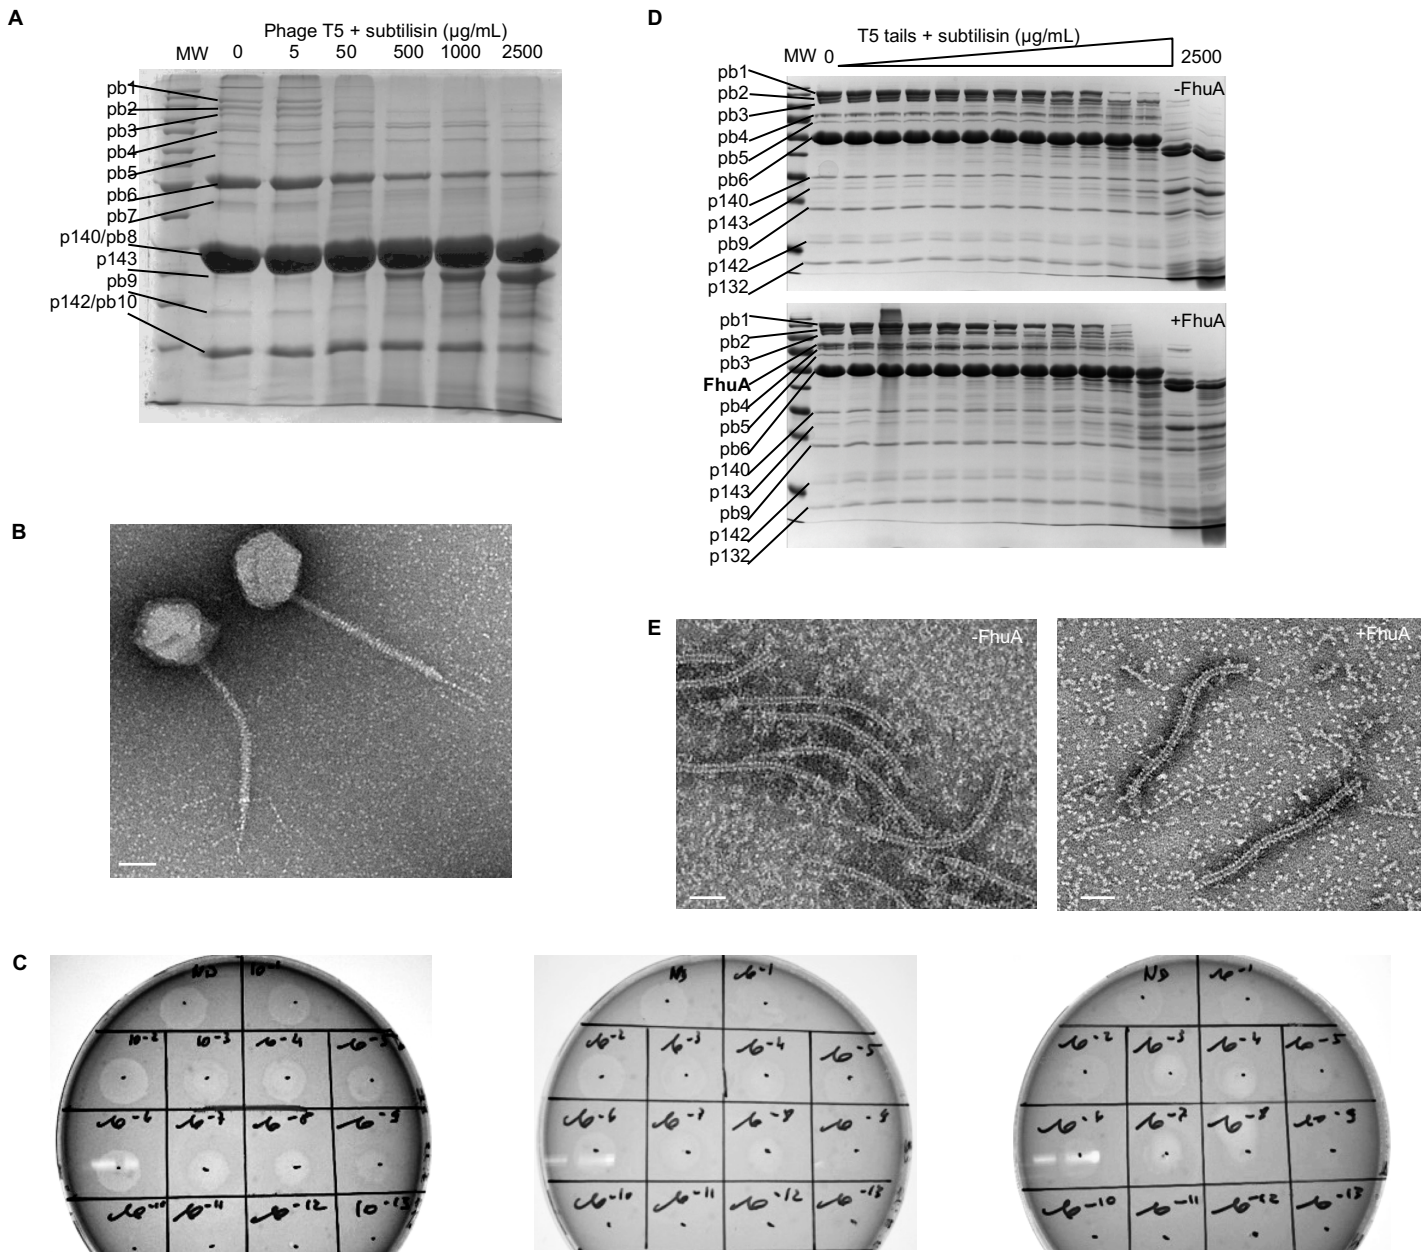 A
Phage T5 + subtilisin (μg/mL)
MW 0 5 50 500 1000 2500
pb1
pb2
pb3
pb4
pb5
pb6
pb7
p140/pb8
p143
pb9
p142/pb10
B
C
ND 10-1
10-2 10-3 10-4 10-5
10-6 10-7 10-8 10-9
10-10 10-11 10-12 10-13
ND 10-1
10-2 10-3 10-4 10-5
10-6 10-7 10-8 10-9
10-10 10-11 10-12 10-13
ND 10-1
10-2 10-3 10-4 10-5
10-6 10-7 10-8 10-9
10-10 10-11 10-12 10-13
D
T5 tails + subtilisin (μg/mL)
MW 0 2500
-FhuA
pb1
pb2
pb3
pb4
pb5
pb6
p140
p143
pb9
p142
p132
+FhuA
pb1
pb2
pb3
FhuA
pb4
pb5
pb6
p140
p143
pb9
p142
p132
E
-FhuA
+FhuA